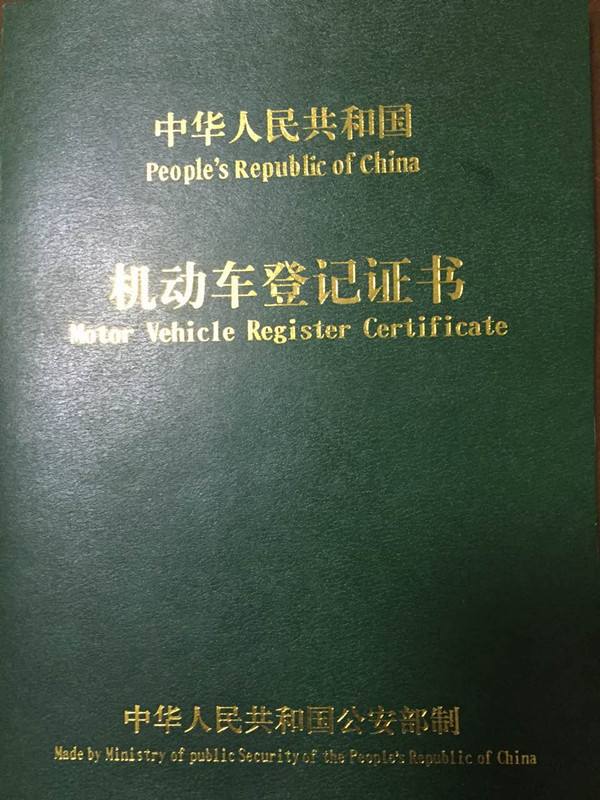 中华人民共和国
People's Republic of China
机动车登记证书
Motor Vehicle Register Certificate
中华人民共和国公安部制
Made by Ministry of public Security of the People's Republic of China